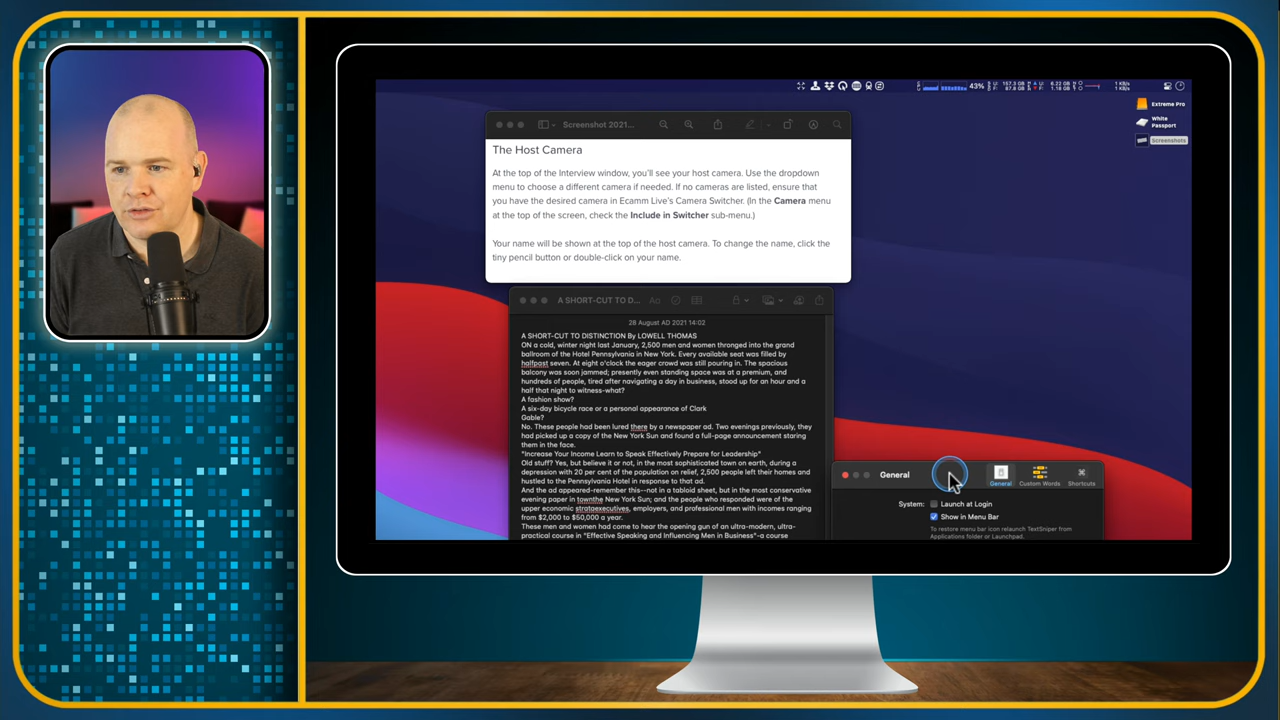 43%
157.3 GB
67.8 GB
6.22 GB
1.18 GB
1 KB/s
1 KB/s
Extreme Pro
White
Passport
Screenshots
Screenshot 2021...
The Host Camera
At the top of the Interview window, you'll see your host camera. Use the dropdown
menu to choose a different camera if needed. If no cameras are listed, ensure that
you have the desired camera in Ecamm Live's Camera Switcher. (In the Camera menu
at the top of the screen, check the Include in Switcher sub-menu.)
Your name will be shown at the top of the host camera. To change the name, click the
tiny pencil button or double-click on your name.
A SHORT-CUT TO D... Aa
28 August AD 2021 14:02
A SHORT-CUT TO DISTINCTION By LOWELL THOMAS
ON a cold, winter night last January, 2,500 men and women thronged into the grand
ballroom of the Hotel Pennsylvania in New York. Every available seat was filled by
halfpost seven. At eight o'clock the eager crowd was still pouring in. The spacious
balcony was soon jammed; presently even standing space was at a premium, and
hundreds of people, tired after navigating a day in business, stood up for an hour and a
half that night to witness-what?
A fashion show?
A six-day bicycle race or a personal appearance of Clark
Gable?
No. These people had been lured there by a newspaper ad. Two evenings previously, they
had picked up a copy of the New York Sun and found a full-page announcement staring
them in the face.
"Increase Your Income Learn to Speak Effectively Prepare for Leadership"
Old stuff? Yes, but believe it or not, in the most sophisticated town on earth, during a
depression with 20 per cent of the population on relief, 2,500 people left their homes and
hustled to the Pennsylvania Hotel in response to that ad.
And the ad appeared-remember this--not in a tabloid sheet, but in the most conservative
evening paper in townthe New York Sun; and the people who responded were of the
upper economic strataexecutives, employers, and professional men with incomes ranging
from $2,000 to $50,000 a year.
These men and women had come to hear the opening gun of an ultra-modern, ultra-
practical course in "Effective Speaking and Influencing Men in Business"-a course
General
General
Custom Words
Shortcuts
System: Launch at Login
Show in Menu Bar
To restore menu bar icon relaunch TextSniper from
Applications folder or Launchpad.